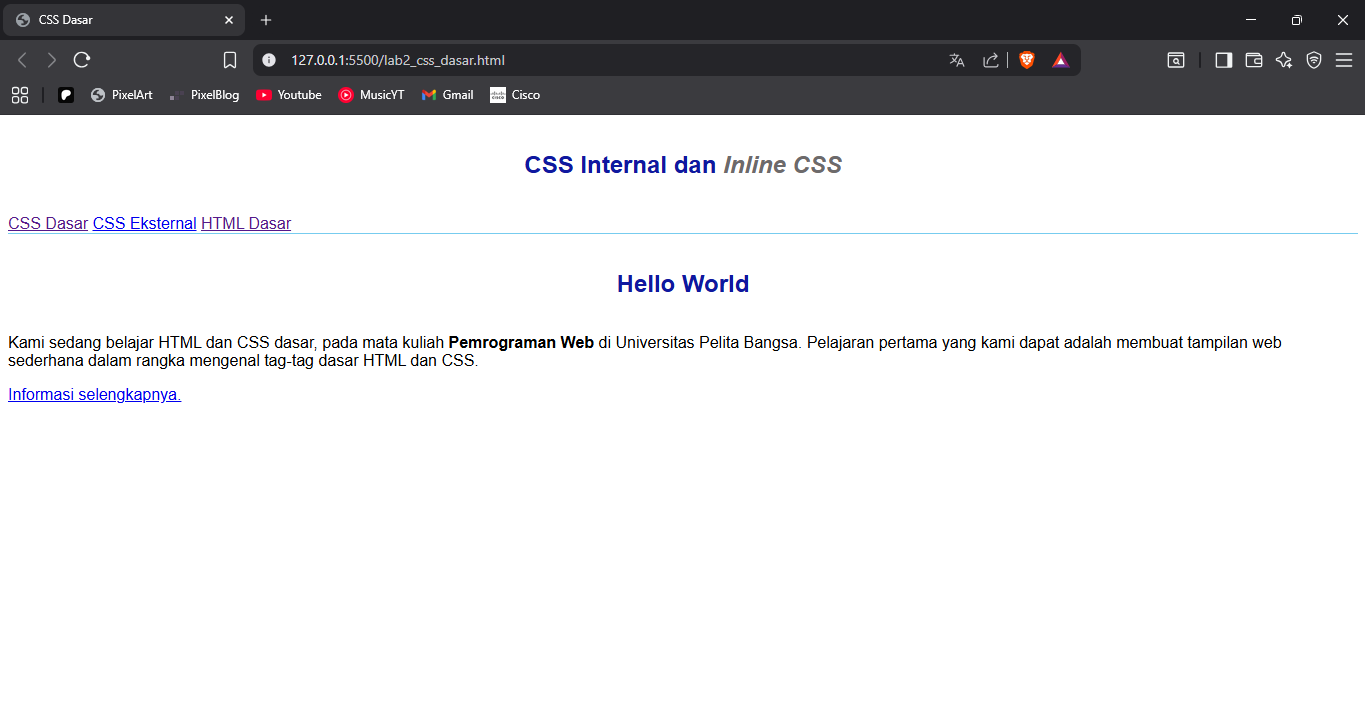 CSS Dasar
127.0.0.1:5500/lab2_css_dasar.html
PixelArt PixelBlog Youtube MusicYT Gmail Cisco
CSS Internal dan Inline CSS
CSS Dasar CSS Eksternal HTML Dasar
Hello World
Kami sedang belajar HTML dan CSS dasar, pada mata kuliah Pemrograman Web di Universitas Pelita Bangsa. Pelajaran pertama yang kami dapat adalah membuat tampilan web
sederhana dalam rangka mengenal tag-tag dasar HTML dan CSS.
Informasi selengkapnya.